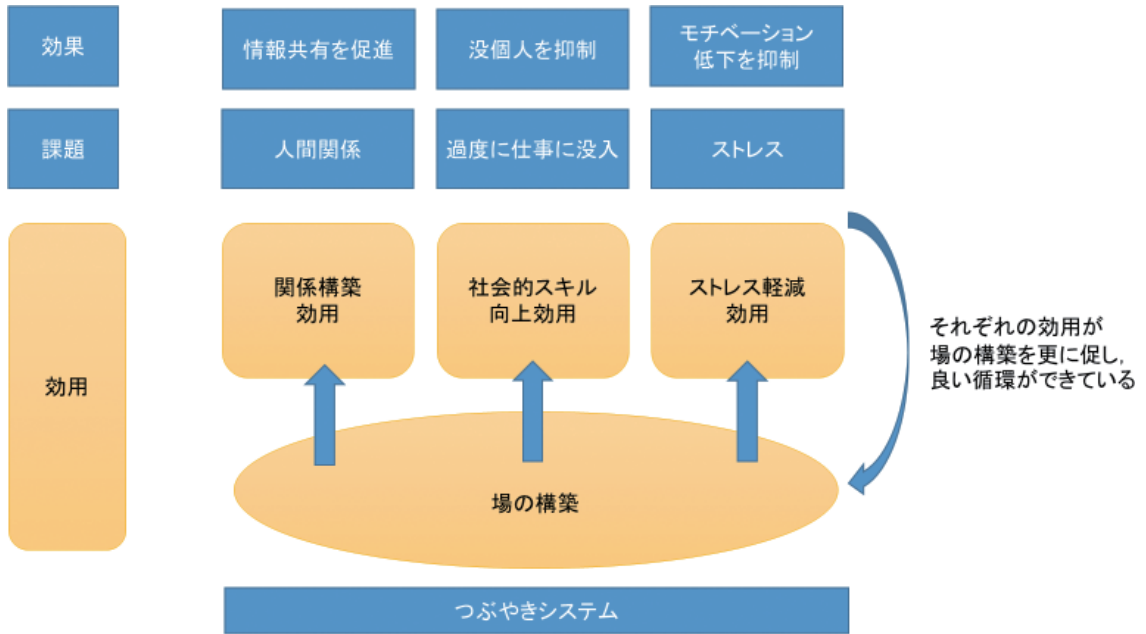 効果
情報共有を促進
没個人を抑制
モチベーション
低下を抑制
課題
人間関係
過度に仕事に没入
ストレス
効用
関係構築
効用
社会的スキル
向上効用
ストレス軽減
効用
それぞれの効用が
場の構築を更に促し,
良い循環ができている
場の構築
つぶやきシステム